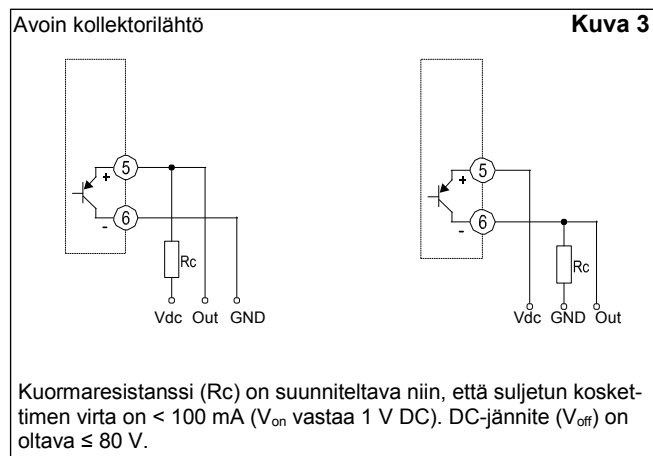 Avoin kollektorilähtö
Kuva 3
+ 5
- 6
Rc
Vdc Out GND
+ 5
- 6
Rc
Vdc GND Out
Kuormaresistanssi (Rc) on suunniteltava niin, että suljetun kosket-
timen virta on < 100 mA (Von vastaa 1 V DC). DC-jännite (Voff) on
oltava ≤ 80 V.